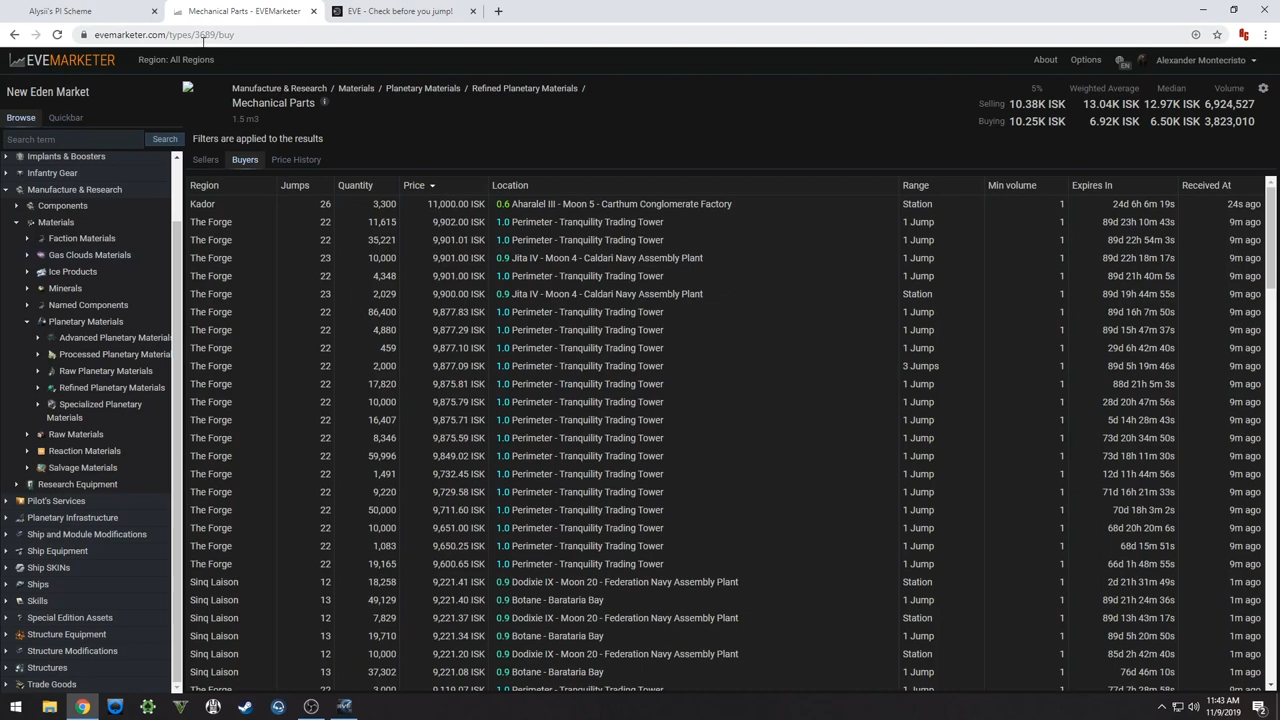 Alysii's PI Scheme
Mechanical Parts - EVEMarketer
EVE - Check before you jump!
evemarketer.com/types/3689/buy
EVEMARKETER
Region: All Regions
About
Options
EN
Alexander Montecristo
New Eden Market
Browse
Quickbar
Search term
Search
Implants & Boosters
Infantry Gear
Manufacture & Research
Components
Materials
Faction Materials
Gas Clouds Materials
Ice Products
Minerals
Named Components
Planetary Materials
Advanced Planetary Materials
Processed Planetary Materia
Raw Planetary Materials
Refined Planetary Materials
Specialized Planetary
Materials
Raw Materials
Reaction Materials
Salvage Materials
Research Equipment
Pilot's Services
Planetary Infrastructure
Ship and Module Modifications
Ship Equipment
Ship SKINs
Ships
Skills
Special Edition Assets
Structure Equipment
Structure Modifications
Structures
Trade Goods
Manufacture & Research / Materials / Planetary Materials / Refined Planetary Materials /
Mechanical Parts
1.5 m3
5% Weighted Average Median Volume
Selling 10.38K ISK 13.04K ISK 12.97K ISK 6,924,527
Buying 10.25K ISK 6.92K ISK 6.50K ISK 3,823,010
Filters are applied to the results
Sellers Buyers Price History
Region Jumps Quantity Price Location Range Min volume Expires In Received At
Kador 26 3,300 11,000.00 ISK 0.6 Aharalel III - Moon 5 - Carthum Conglomerate Factory Station 1 24d 6h 6m 19s 24s ago
The Forge 22 11,615 9,902.00 ISK 1.0 Perimeter - Tranquility Trading Tower 1 Jump 1 89d 23h 10m 43s 9m ago
The Forge 22 35,221 9,901.01 ISK 1.0 Perimeter - Tranquility Trading Tower 1 Jump 1 89d 22h 54m 3s 9m ago
The Forge 23 10,000 9,901.00 ISK 0.9 Jita IV - Moon 4 - Caldari Navy Assembly Plant 1 Jump 1 89d 22h 18m 17s 9m ago
The Forge 22 4,348 9,901.00 ISK 1.0 Perimeter - Tranquility Trading Tower 1 Jump 1 89d 21h 40m 5s 9m ago
The Forge 23 2,029 9,900.00 ISK 0.9 Jita IV - Moon 4 - Caldari Navy Assembly Plant Station 1 89d 19h 44m 55s 9m ago
The Forge 22 86,400 9,877.83 ISK 1.0 Perimeter - Tranquility Trading Tower 1 Jump 1 89d 16h 7m 50s 9m ago
The Forge 22 4,880 9,877.29 ISK 1.0 Perimeter - Tranquility Trading Tower 1 Jump 1 89d 15h 47m 37s 9m ago
The Forge 22 459 9,877.10 ISK 1.0 Perimeter - Tranquility Trading Tower 1 Jump 1 29d 6h 42m 40s 9m ago
The Forge 22 2,000 9,877.09 ISK 1.0 Perimeter - Tranquility Trading Tower 3 Jumps 1 89d 5h 19m 46s 9m ago
The Forge 22 17,820 9,875.81 ISK 1.0 Perimeter - Tranquility Trading Tower 1 Jump 1 88d 21h 5m 3s 9m ago
The Forge 22 10,000 9,875.79 ISK 1.0 Perimeter - Tranquility Trading Tower 1 Jump 1 28d 20h 47m 56s 9m ago
The Forge 22 16,407 9,875.71 ISK 1.0 Perimeter - Tranquility Trading Tower 1 Jump 1 5d 14h 28m 43s 9m ago
The Forge 22 8,346 9,875.59 ISK 1.0 Perimeter - Tranquility Trading Tower 1 Jump 1 73d 20h 34m 50s 9m ago
The Forge 22 59,996 9,849.02 ISK 1.0 Perimeter - Tranquility Trading Tower 1 Jump 1 73d 18h 11m 30s 9m ago
The Forge 22 1,491 9,732.45 ISK 1.0 Perimeter - Tranquility Trading Tower 1 Jump 1 12d 11h 44m 56s 9m ago
The Forge 22 9,220 9,729.58 ISK 1.0 Perimeter - Tranquility Trading Tower 1 Jump 1 71d 16h 21m 33s 9m ago
The Forge 22 50,000 9,711.60 ISK 1.0 Perimeter - Tranquility Trading Tower 1 Jump 1 70d 18h 3m 2s 9m ago
The Forge 22 10,000 9,651.00 ISK 1.0 Perimeter - Tranquility Trading Tower 1 Jump 1 68d 20h 20m 6s 9m ago
The Forge 22 1,083 9,650.25 ISK 1.0 Perimeter - Tranquility Trading Tower 1 Jump 1 68d 15h 51s 9m ago
The Forge 22 19,165 9,600.65 ISK 1.0 Perimeter - Tranquility Trading Tower 1 Jump 1 66d 1h 48m 55s 9m ago
Sinq Laison 12 18,258 9,221.41 ISK 0.9 Dodixie IX - Moon 20 - Federation Navy Assembly Plant Station 1 2d 21h 31m 49s 1m ago
Sinq Laison 13 49,129 9,221.40 ISK 0.9 Botane - Barataria Bay 1 Jump 1 89d 21h 24m 36s 1m ago
Sinq Laison 12 7,829 9,221.37 ISK 0.9 Dodixie IX - Moon 20 - Federation Navy Assembly Plant Station 1 89d 13h 43m 17s 1m ago
Sinq Laison 13 19,710 9,221.34 ISK 0.9 Botane - Barataria Bay 1 Jump 1 89d 5h 20m 50s 1m ago
Sinq Laison 12 10,000 9,221.20 ISK 0.9 Dodixie IX - Moon 20 - Federation Navy Assembly Plant Station 1 85d 2h 42m 40s 1m ago
Sinq Laison 13 37,302 9,221.08 ISK 0.9 Botane - Barataria Bay 1 Jump 1 76d 46m 10s 1m ago
The Forge 22 3,000 9,119.07 ISK 1.0 Perimeter - Tranquility Trading Tower 1 Jump 1 77d 7h 28m 58s 9m ago
11:43 AM
11/9/2019
2